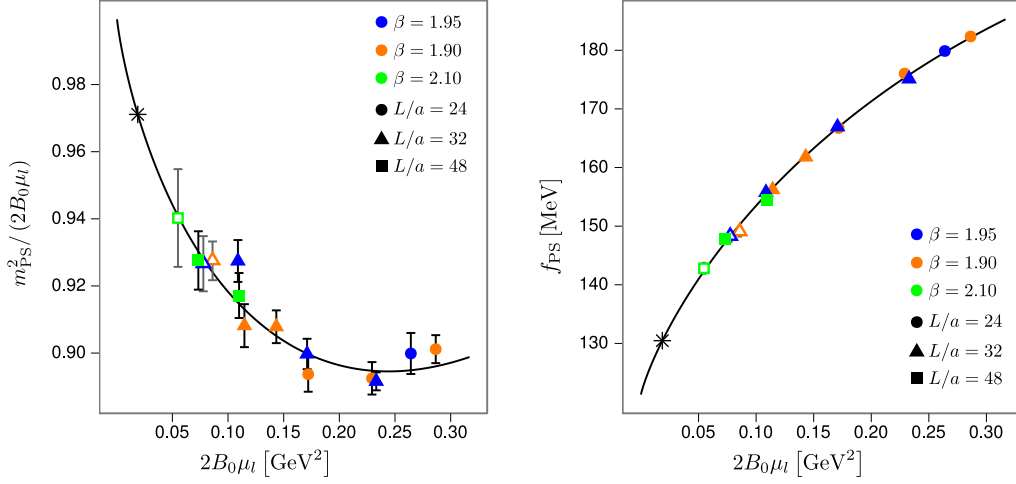 β = 1.95
β = 1.90
β = 2.10
L/a = 24
L/a = 32
L/a = 48
0.98
0.96
0.94
0.92
0.90
m²_PS/(2B₀μ_l)
0.05 0.10 0.15 0.20 0.25 0.30
2B₀μ_l [GeV²]
180
170
160
150
140
130
f_PS [MeV]
β = 1.95
β = 1.90
β = 2.10
L/a = 24
L/a = 32
L/a = 48
0.05 0.10 0.15 0.20 0.25 0.30
2B₀μ_l [GeV²]